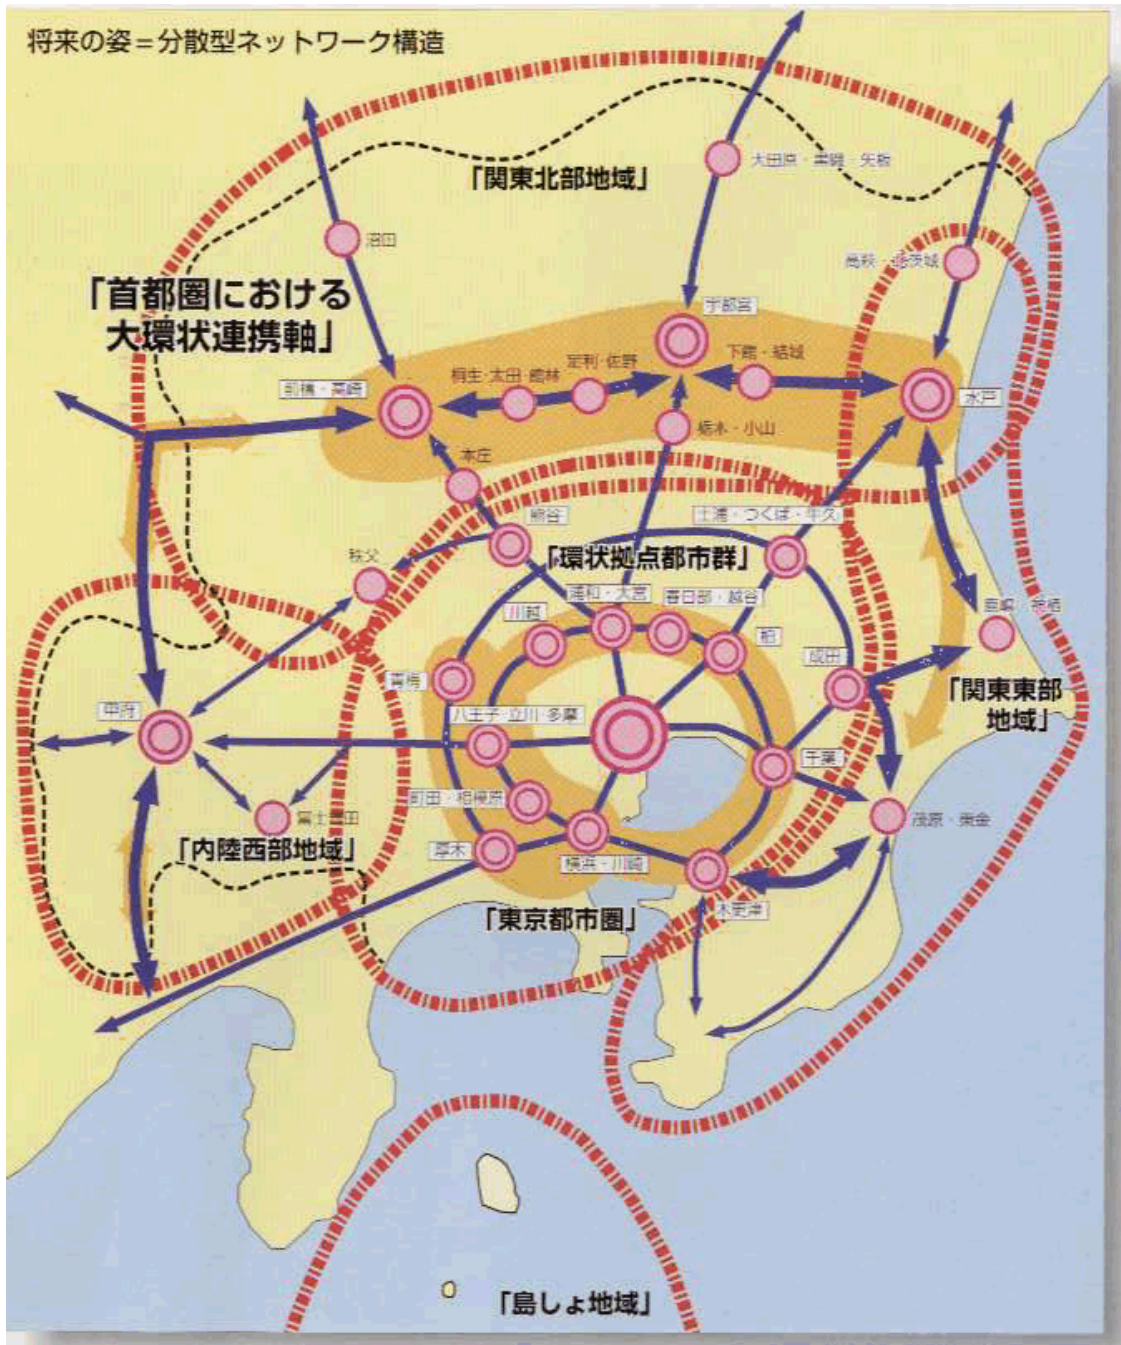 将来の姿=分散型ネットワーク構造
「関東北部地域」
大田原・黒磯・矢板
沼田
高萩・北茨城
「首都圏における
大環状連携軸」
宇都宮
足利・佐野
下館・結城
桐生・太田・館林
前橋・高崎
水戸
栃木・小山
本庄
熊谷
土浦・つくば・牛久
秩父
「環状拠点都市群」
浦和・大宮
春日部・越谷
川越
柏
鹿嶋・神栖
成田
青梅
「関東東部
地域」
甲府
八王子・立川・多摩
千葉
町田・相模原
富士吉田
茂原・東金
「内陸西部地域」
厚木
横浜・川崎
木更津
「東京都市圏」
「島しょ地域」